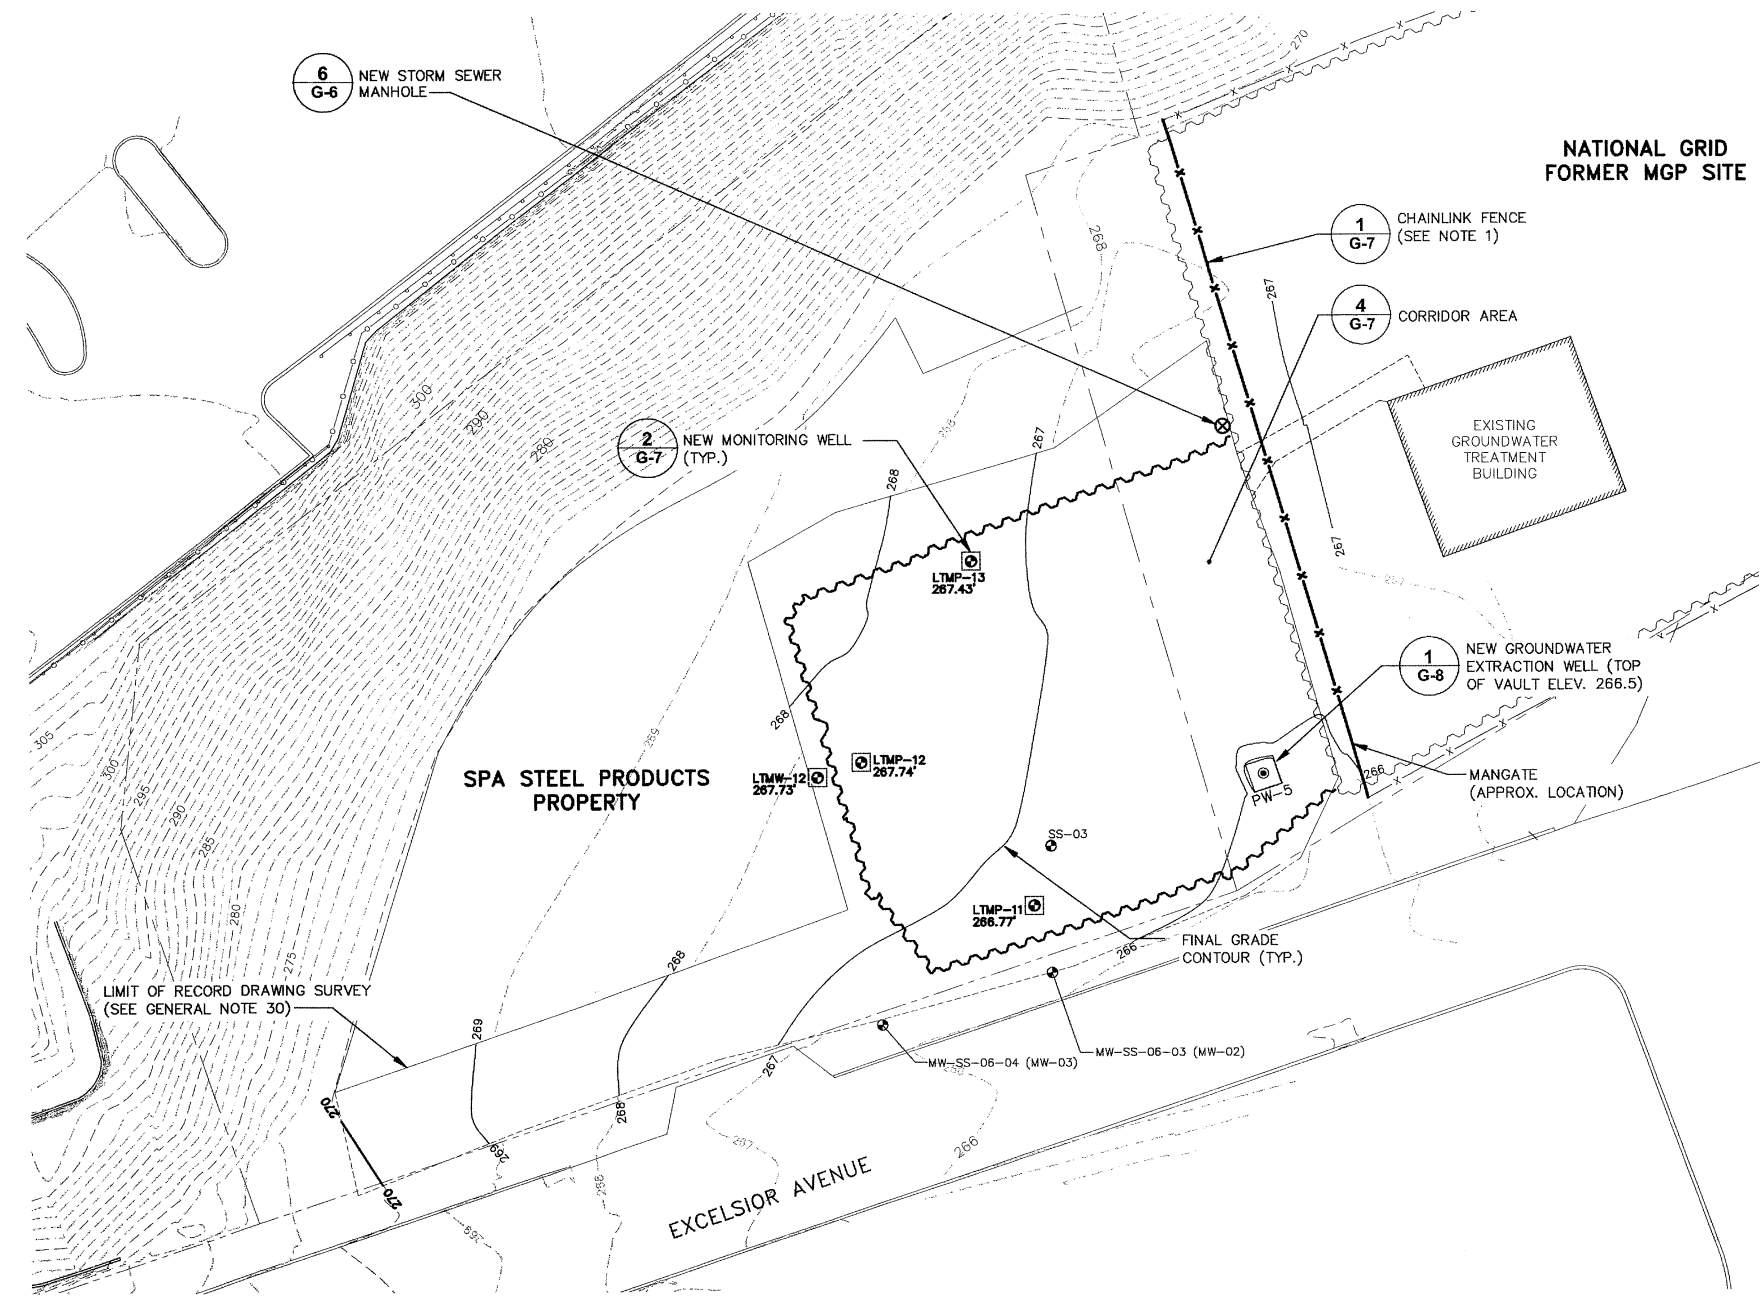 6
G-6
NEW STORM SEWER
MANHOLE
270
NATIONAL GRID
FORMER MGP SITE
1
G-7
CHAINLINK FENCE
(SEE NOTE 1)
268
267
4
G-7
CORRIDOR AREA
300
290
280
2
G-7
NEW MONITORING WELL
(TYP.)
268
267
268
EXISTING
GROUNDWATER
TREATMENT
BUILDING
267
267
LTMP-13
267.43'
1
G-8
NEW GROUNDWATER
EXTRACTION WELL (TOP
OF VAULT ELEV. 266.5)
268
269
305
300
295
290
285
280
275
SPA STEEL PRODUCTS
PROPERTY
LTMW-12
267.73'
LTMP-12
267.74'
PW-5
266
MANGATE
(APPROX. LOCATION)
SS-03
LTMP-11
266.77'
FINAL GRADE
CONTOUR (TYP.)
266
268
LIMIT OF RECORD DRAWING SURVEY
(SEE GENERAL NOTE 30)
269
267
MW-SS-06-03 (MW-02)
MW-SS-06-04 (MW-03)
270
268
269
267
266
270
269
EXCELSIOR AVENUE